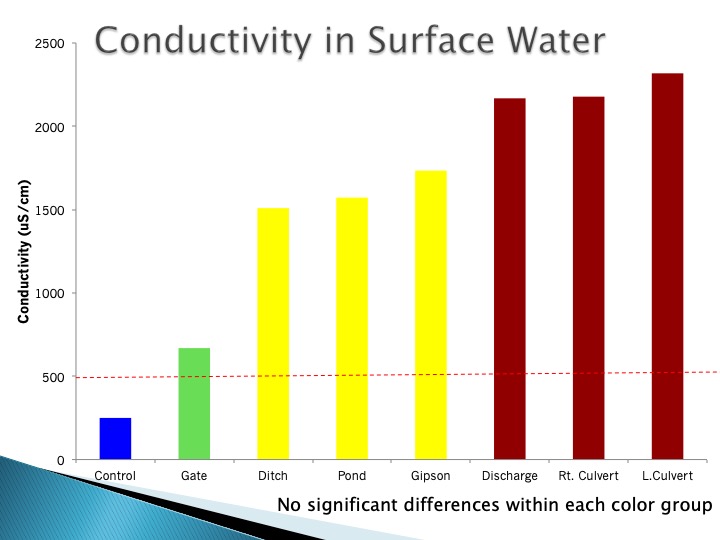 Conductivity in Surface Water
2500
2000
1500
1000
500
0
Conductivity (uS/cm)
Control Gate Ditch Pond Gipson Discharge Rt. Culvert L.Culvert
No significant differences within each color group